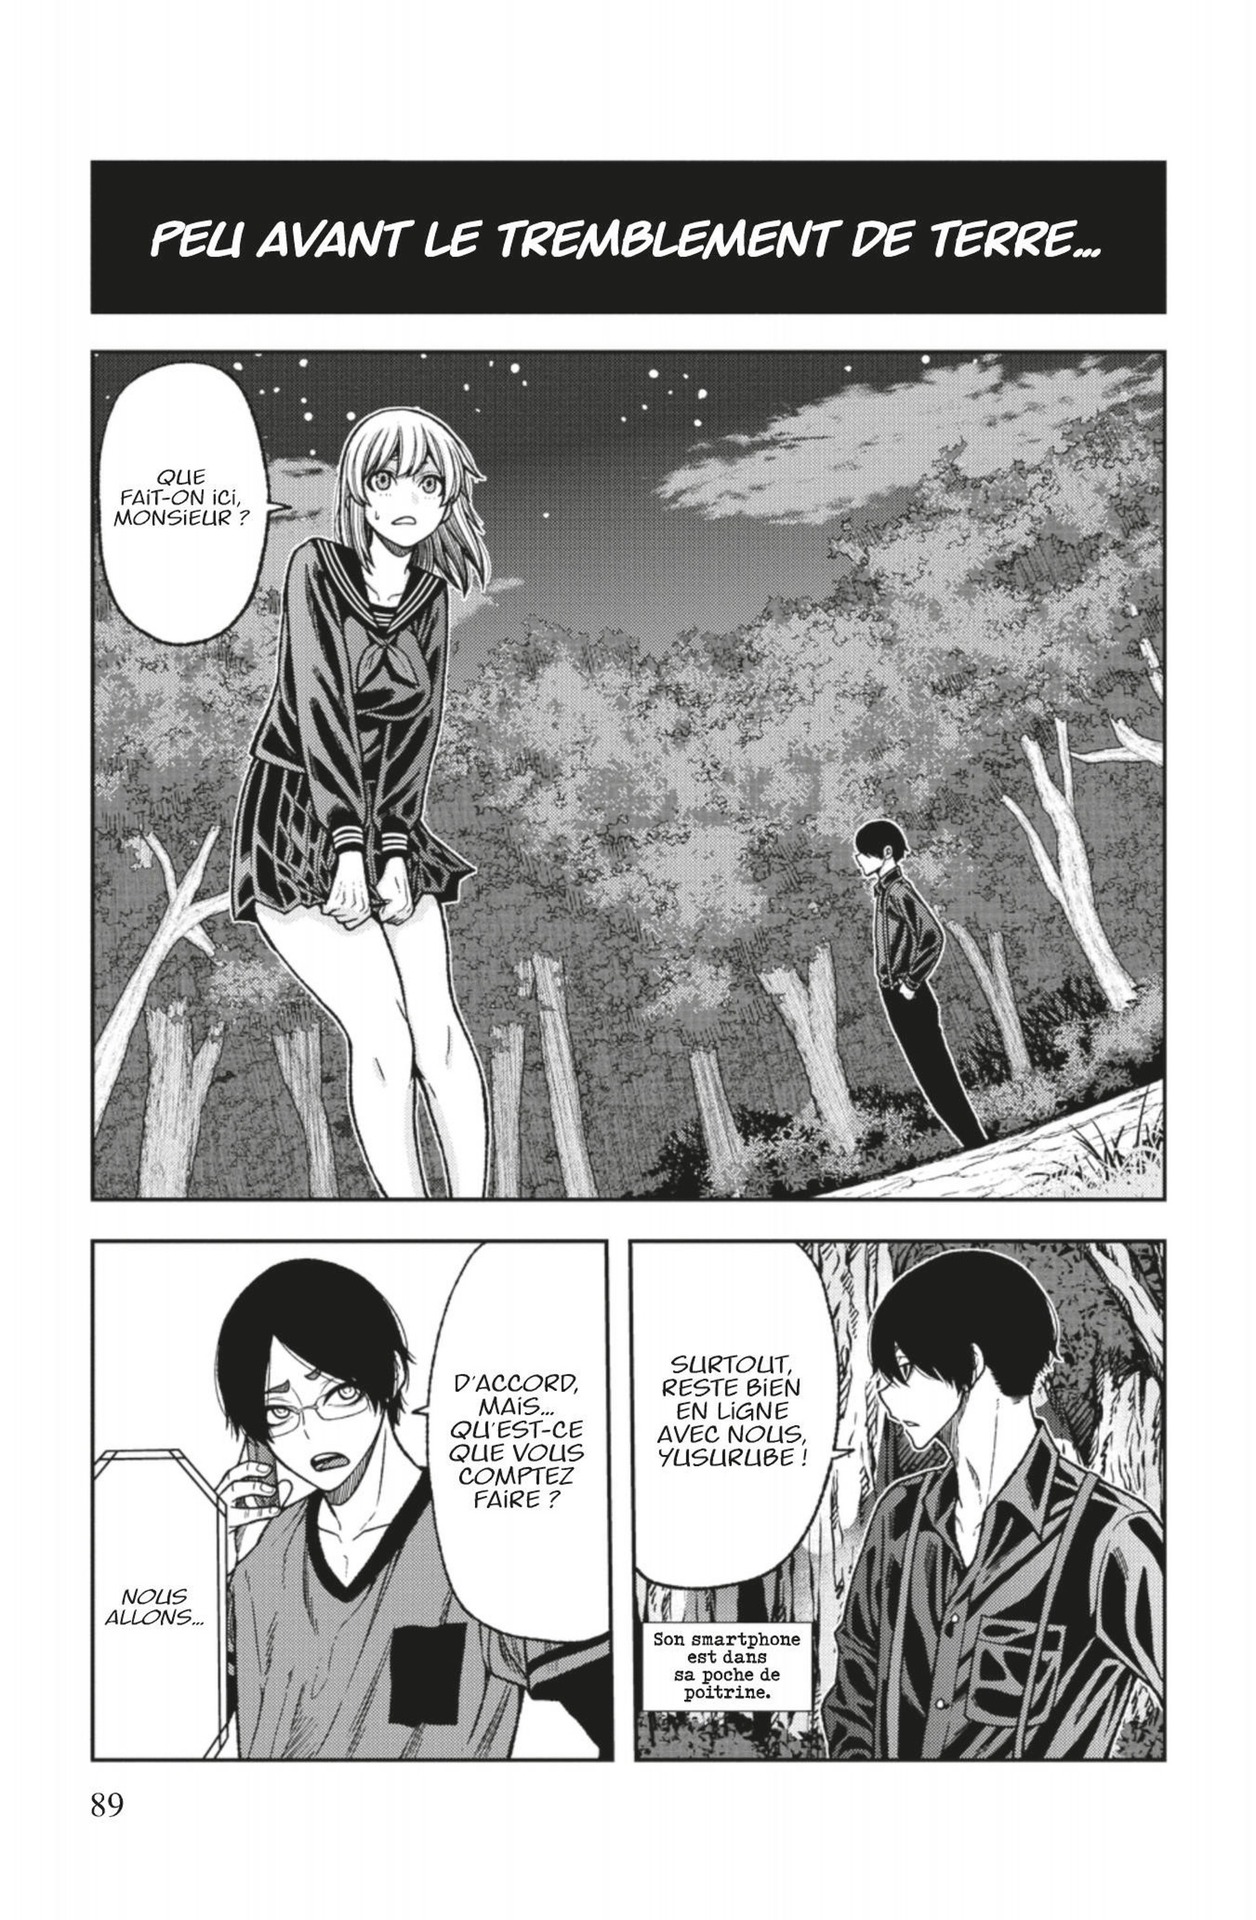 PEU AVANT LE TREMBLEMENT DE TERRE...
QUE
FAIT-ON ICI,
MONSIEUR ?
SURTOUT,
RESTE BIEN
EN LIGNE
AVEC NOUS,
YUSURUBE !
Son smartphone
est dans
sa poche de
poitrine.
D'ACCORD,
MAIS...
QU'EST-CE
QUE VOUS
COMPTEZ
FAIRE ?
NOUS
ALLONS...
89